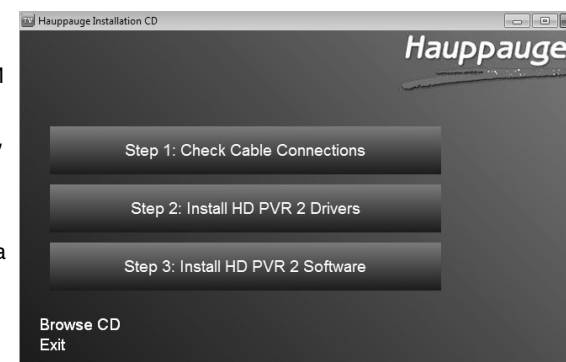 Hauppauge Installation CD
Hauppauge
Step 1: Check Cable Connections
Step 2: Install HD PVR 2 Drivers
Step 3: Install HD PVR 2 Software
Browse CD
Exit
a